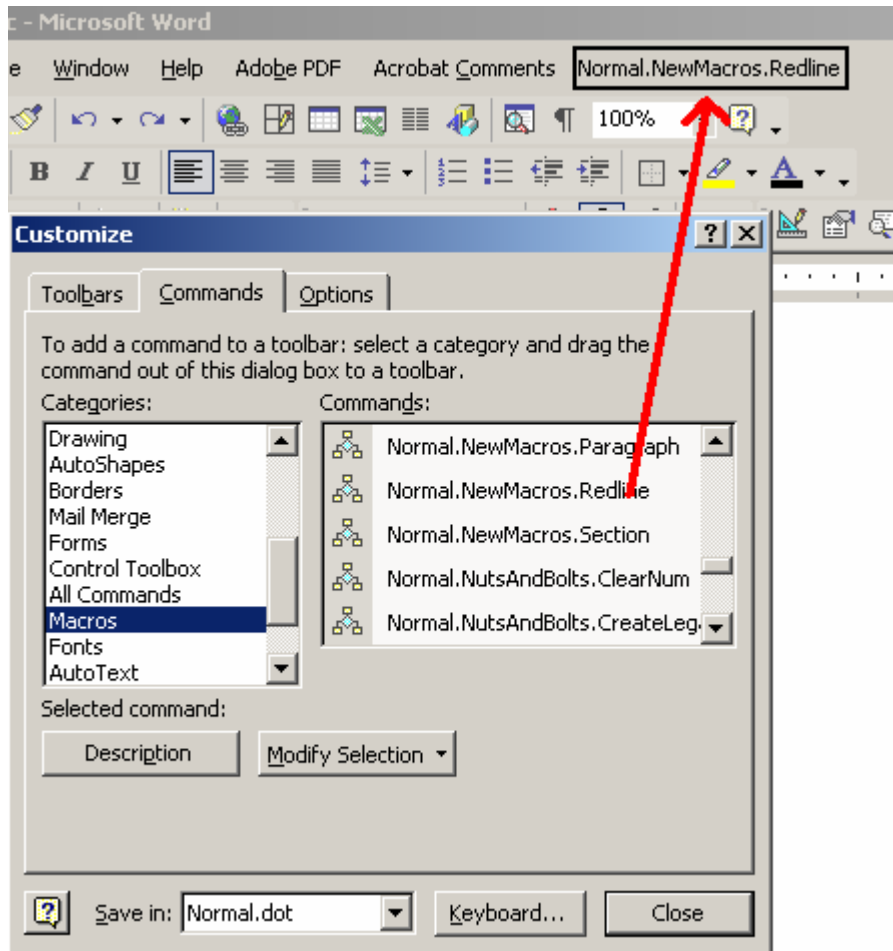 c - Microsoft Word
e Window Help Adobe PDF Acrobat Comments Normal.NewMacros.Redline
100%
B I U A
Customize
Toolbars Commands Options
To add a command to a toolbar: select a category and drag the
command out of this dialog box to a toolbar.
Categories: Commands:
Drawing
AutoShapes
Borders
Mail Merge
Forms
Control Toolbox
All Commands
Macros
Fonts
AutoText
Normal.NewMacros.Paragraph
Normal.NewMacros.Redline
Normal.NewMacros.Section
Normal.NutsAndBolts.ClearNum
Normal.NutsAndBolts.CreateLeg
Selected command:
Description Modify Selection
Save in: Normal.dot Keyboard... Close